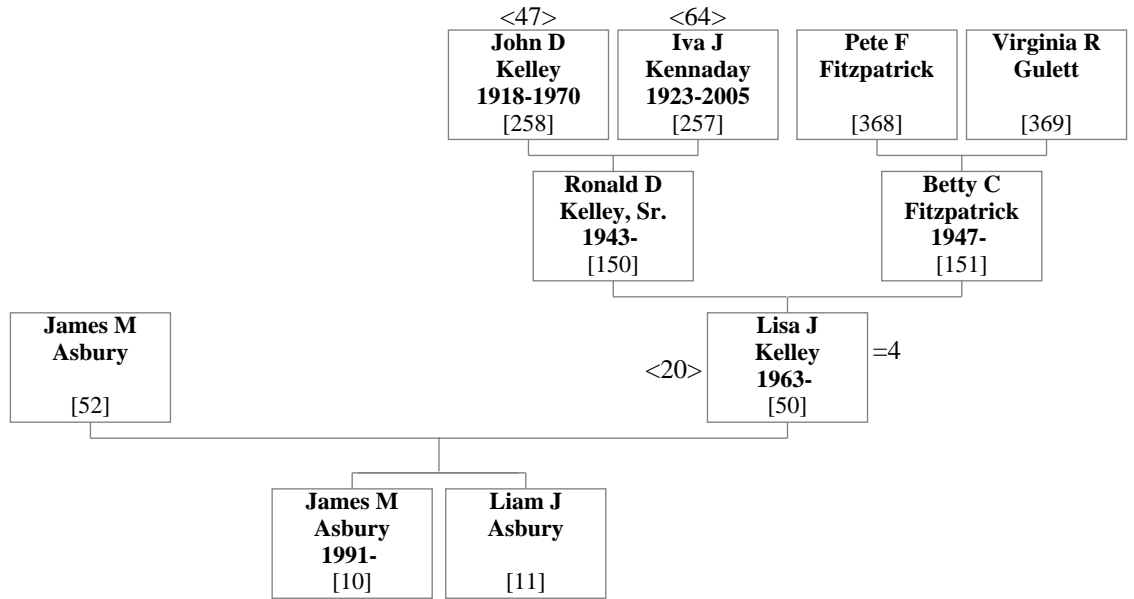 <47>
John D
Kelley
1918-1970
[258]
<64>
Iva J
Kennaday
1923-2005
[257]
Pete F
Fitzpatrick
[368]
Virginia R
Gulett
[369]
Ronald D
Kelley, Sr.
1943-
[150]
Betty C
Fitzpatrick
1947-
[151]
James M
Asbury
[52]
<20>
Lisa J
Kelley
1963-
[50]
=4
James M
Asbury
1991-
[10]
Liam J
Asbury
[11]